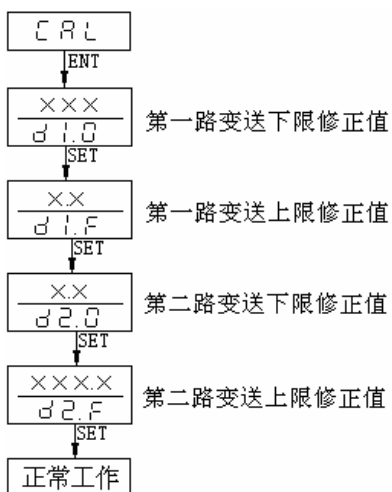 CAL
ENT
×××
d1.0
第一路变送下限修正值
SET
×.×
d1.F
第一路变送上限修正值
SET
×.×
d2.0
第二路变送下限修正值
SET
×××.×
d2.F
第二路变送上限修正值
SET
正常工作